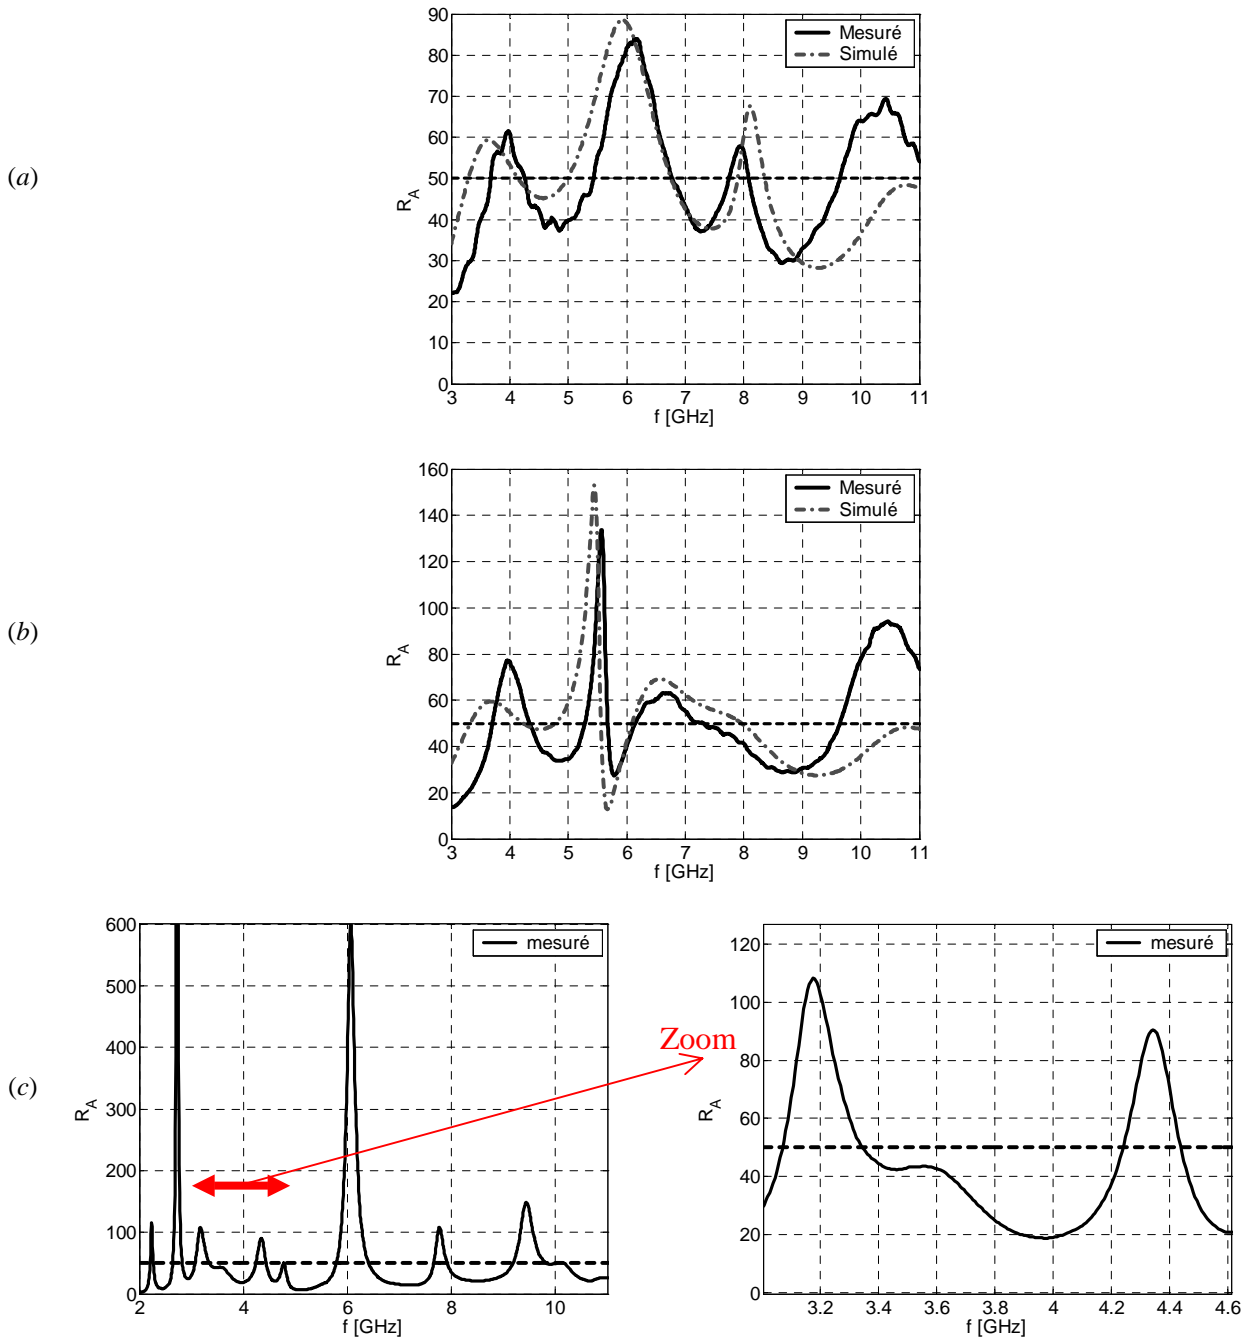 (a)
90
80
70
60
50
40
30
20
10
0
R_A
Mesuré
Simulé
3 4 5 6 7 8 9 10 11
f [GHz]
(b)
160
140
120
100
80
60
40
20
0
R_A
Mesuré
Simulé
3 4 5 6 7 8 9 10 11
f [GHz]
(c)
600
500
400
300
200
100
0
R_A
mesuré
2 4 6 8 10
f [GHz]
Zoom
120
100
80
60
40
20
0
R_A
mesuré
3.2 3.4 3.6 3.8 4 4.2 4.4 4.6
f [GHz]